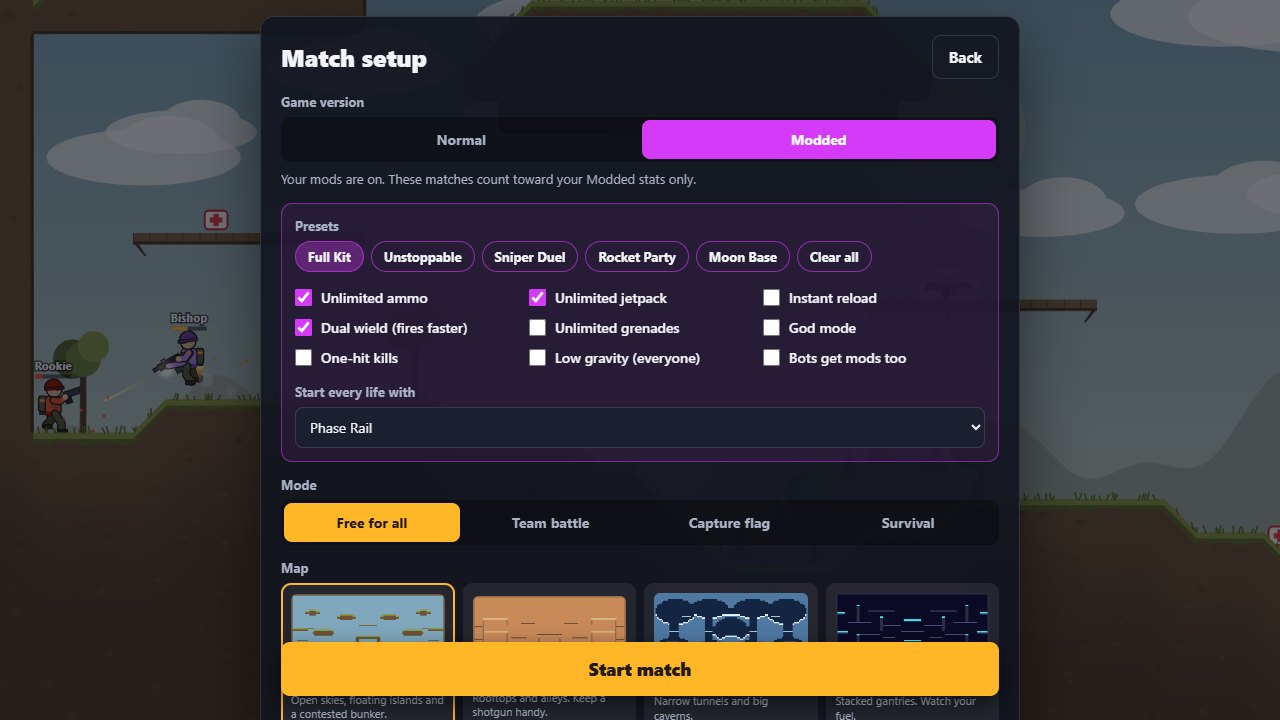 Match setup
Back
Game version
Normal
Modded
Your mods are on. These matches count toward your Modded stats only.
Presets
Full Kit
Unstoppable
Sniper Duel
Rocket Party
Moon Base
Clear all
Unlimited ammo
Unlimited jetpack
Instant reload
Dual wield (fires faster)
Unlimited grenades
God mode
One-hit kills
Low gravity (everyone)
Bots get mods too
Start every life with
Phase Rail
Mode
Free for all
Team battle
Capture flag
Survival
Map
Start match
Open skies, floating islands and
a contested bunker.
Rooftops and alleys. Keep a
shotgun handy.
Narrow tunnels and big
caverns.
Stacked gantries. Watch your
fuel.
Bishop
Rookie